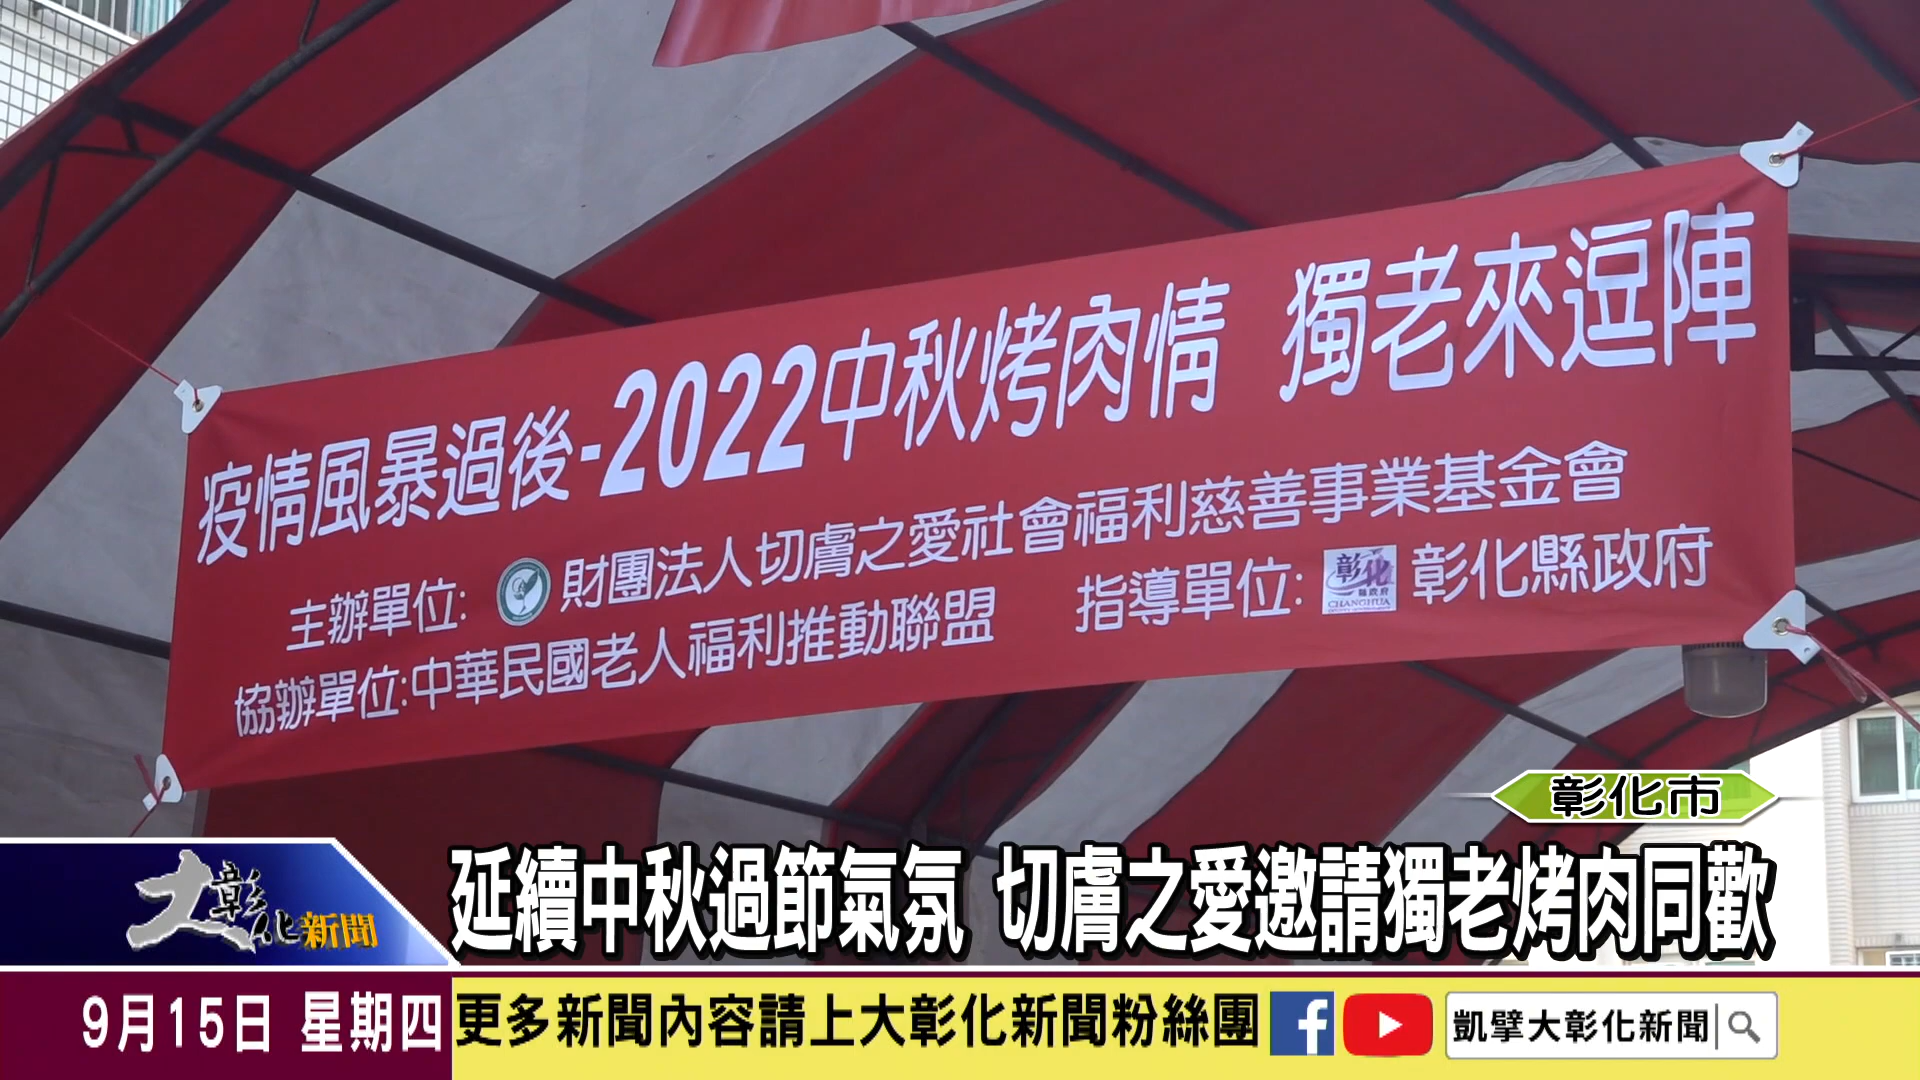 疫情風暴過後-2022中秋烤肉情 獨老來逗陣
主辦單位: 財團法人切膚之愛社會福利慈善事業基金會
協辦單位:中華民國老人福利推動聯盟 指導單位: 彰化縣政府 CHANGHUA 彰化縣政府
彰化市
大彰化新聞
延續中秋過節氣氛 切膚之愛邀請獨老烤肉同歡
9月15日 星期四
更多新聞內容請上大彰化新聞粉絲團
凱擘大彰化新聞